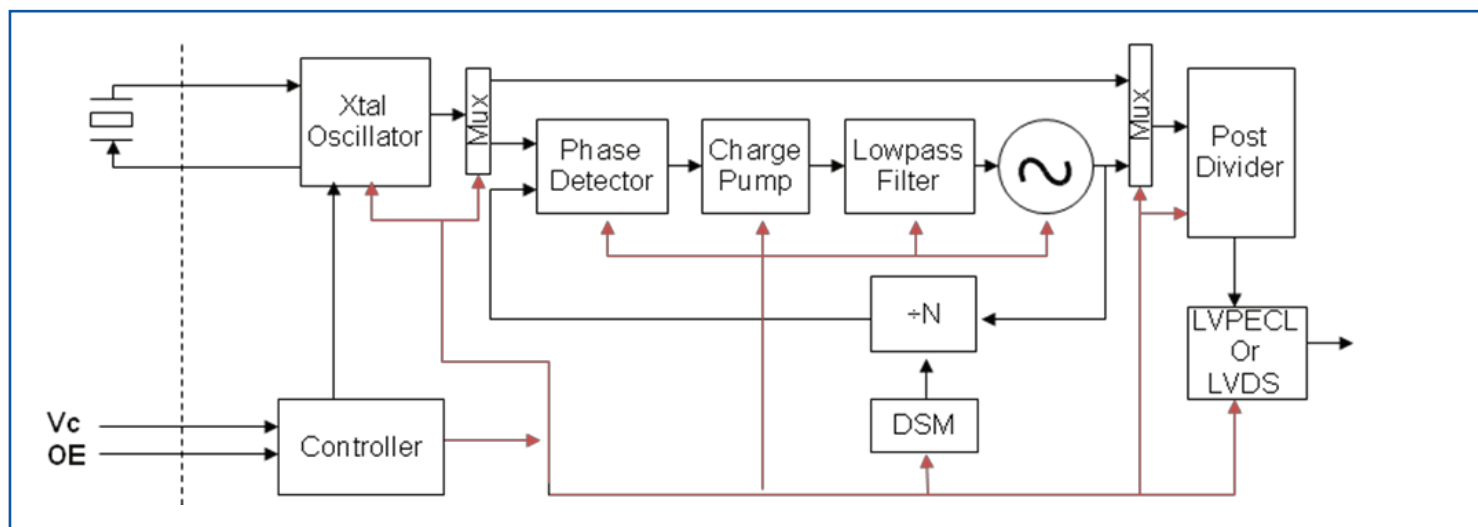 Xtal
Oscillator
Mux
Phase
Detector
Charge
Pump
Lowpass
Filter
Mux
Post
Divider
÷N
LVPECL
Or
LVDS
DSM
Vc
OE
Controller